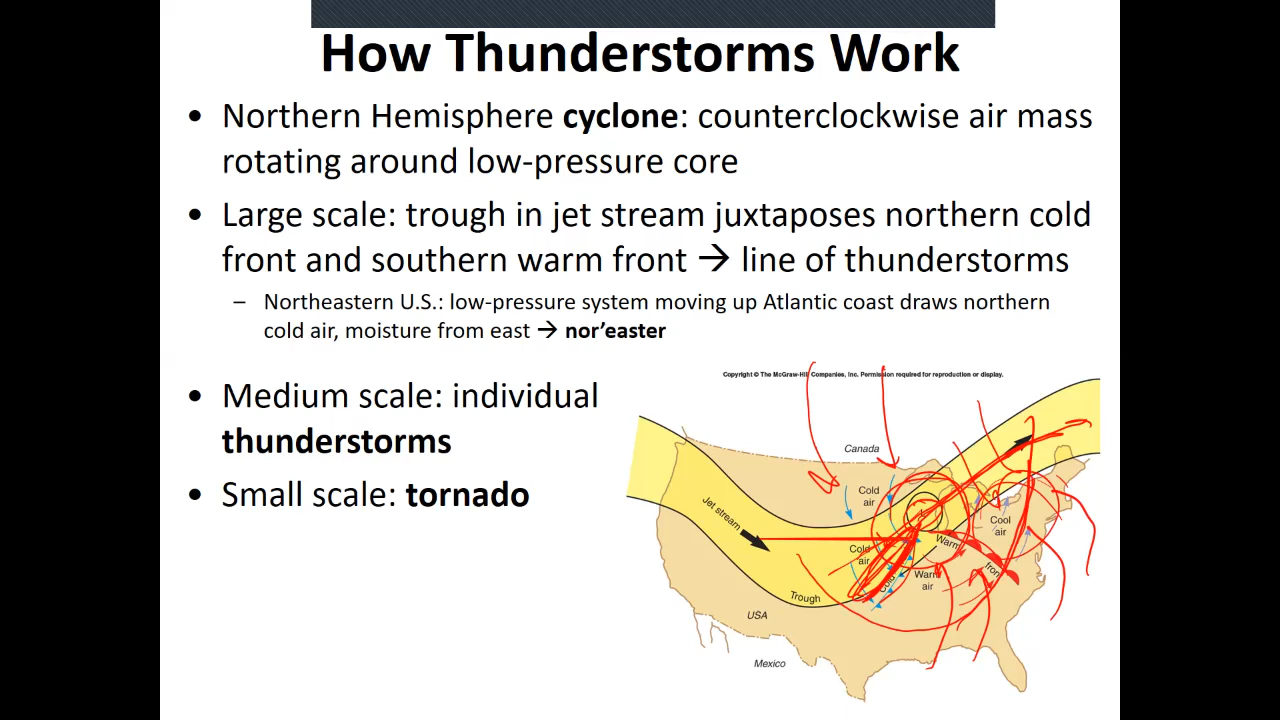 How Thunderstorms Work
• Northern Hemisphere cyclone: counterclockwise air mass
rotating around low-pressure core
• Large scale: trough in jet stream juxtaposes northern cold
front and southern warm front → line of thunderstorms
– Northeastern U.S.: low-pressure system moving up Atlantic coast draws northern
cold air, moisture from east → nor’easter
• Medium scale: individual
thunderstorms
• Small scale: tornado
Copyright © The McGraw-Hill Companies, Inc. Permission required for reproduction or display.
Canada
Cold
air
Jet stream
Cool
air
Cold
air
Warm
front
Warm
air
Cold
Trough
USA
Mexico